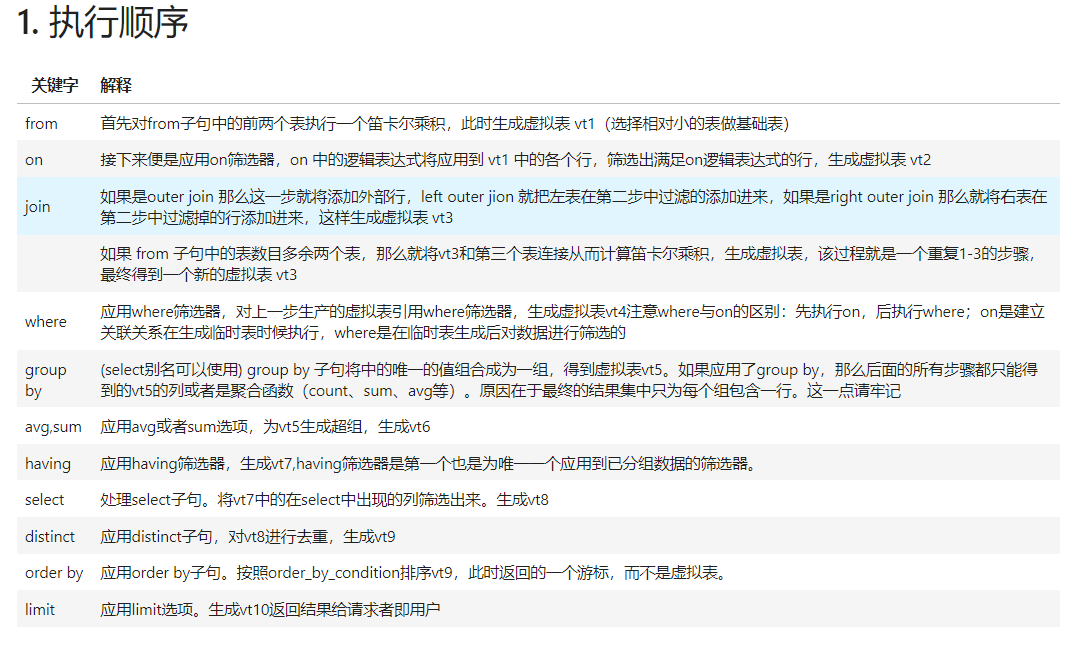 1. 执行顺序
关键字 解释
from 首先对from子句中的前两个表执行一个笛卡尔乘积，此时生成虚拟表 vt1（选择相对小的表做基础表）
on 接下来便是应用on筛选器，on 中的逻辑表达式将应用到 vt1 中的各个行，筛选出满足on逻辑表达式的行，生成虚拟表 vt2
join 如果是outer join 那么这一步就将添加外部行，left outer jion 就把左表在第二步中过滤的添加进来，如果是right outer join 那么就将右表在
第二步中过滤掉的行添加进来，这样生成虚拟表 vt3
如果 from 子句中的表数目多余两个表，那么就将vt3和第三个表连接从而计算笛卡尔乘积，生成虚拟表，该过程就是一个重复1-3的步骤，
最终得到一个新的虚拟表 vt3
where 应用where筛选器，对上一步生产的虚拟表引用where筛选器，生成虚拟表vt4注意where与on的区别：先执行on，后执行where；on是建立
关联关系在生成临时表时候执行，where是在临时表生成后对数据进行筛选的
group (select别名可以使用) group by 子句将中的唯一的值组合成为一组，得到虚拟表vt5。如果应用了group by，那么后面的所有步骤都只能得
by 到的vt5的列或者是聚合函数（count、sum、avg等）。原因在于最终的结果集中只为每个组包含一行。这一点请牢记
avg,sum 应用avg或者sum选项，为vt5生成超组，生成vt6
having 应用having筛选器，生成vt7,having筛选器是第一个也是为唯一一个应用到已分组数据的筛选器。
select 处理select子句。将vt7中的在select中出现的列筛选出来。生成vt8
distinct 应用distinct子句，对vt8进行去重，生成vt9
order by 应用order by子句。按照order_by_condition排序vt9，此时返回的一个游标，而不是虚拟表。
limit 应用limit选项。生成vt10返回结果给请求者即用户